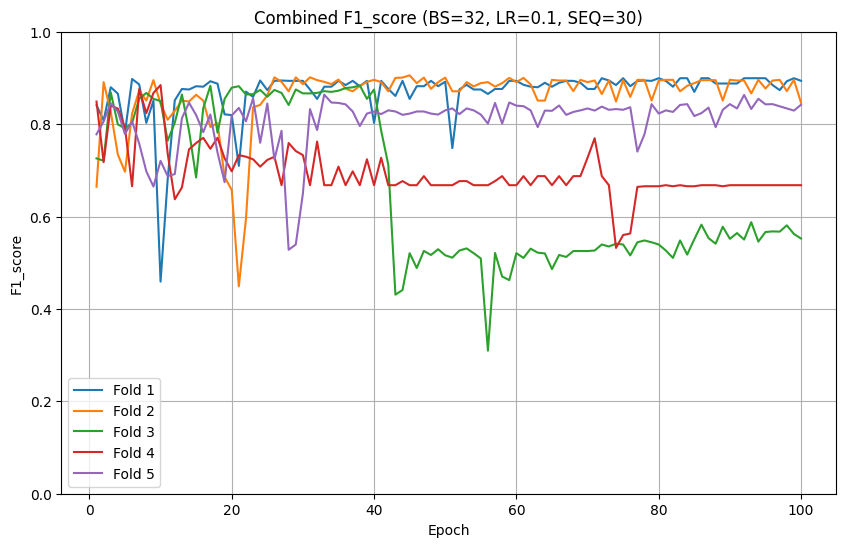 Combined F1_score (BS=32, LR=0.1, SEQ=30)
1.0
0.8
0.6
0.4
0.2
0.0
F1_score
Fold 1
Fold 2
Fold 3
Fold 4
Fold 5
0 20 40 60 80 100
Epoch